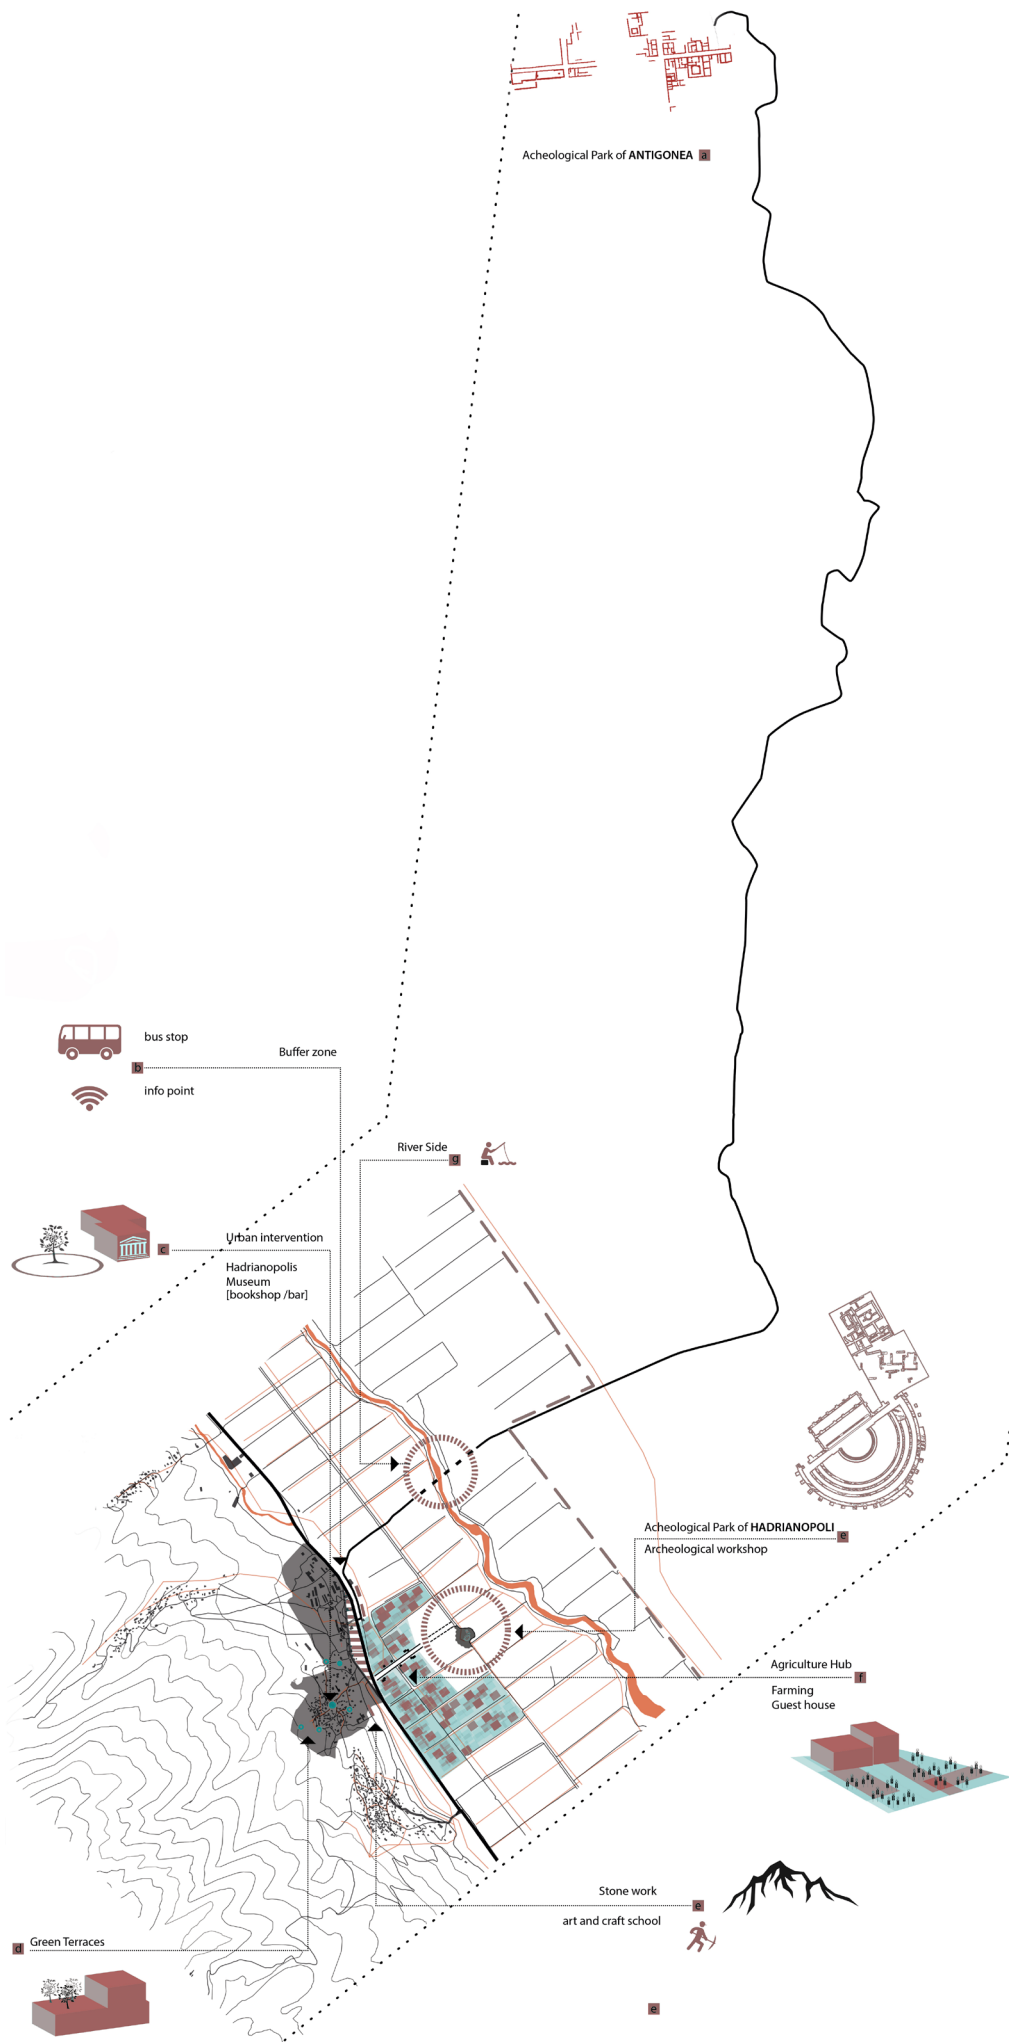 Acheological Park of ANTIGONEA a
bus stop
Buffer zone
b
info point
River Side
g
Urban intervention
c
Hadrianopolis
Museum
[bookshop /bar]
Acheological Park of HADRIANOPOLI e
Archeological workshop
Agriculture Hub
f
Farming
Guest house
Stone work
e
art and craft school
Green Terraces
d
e